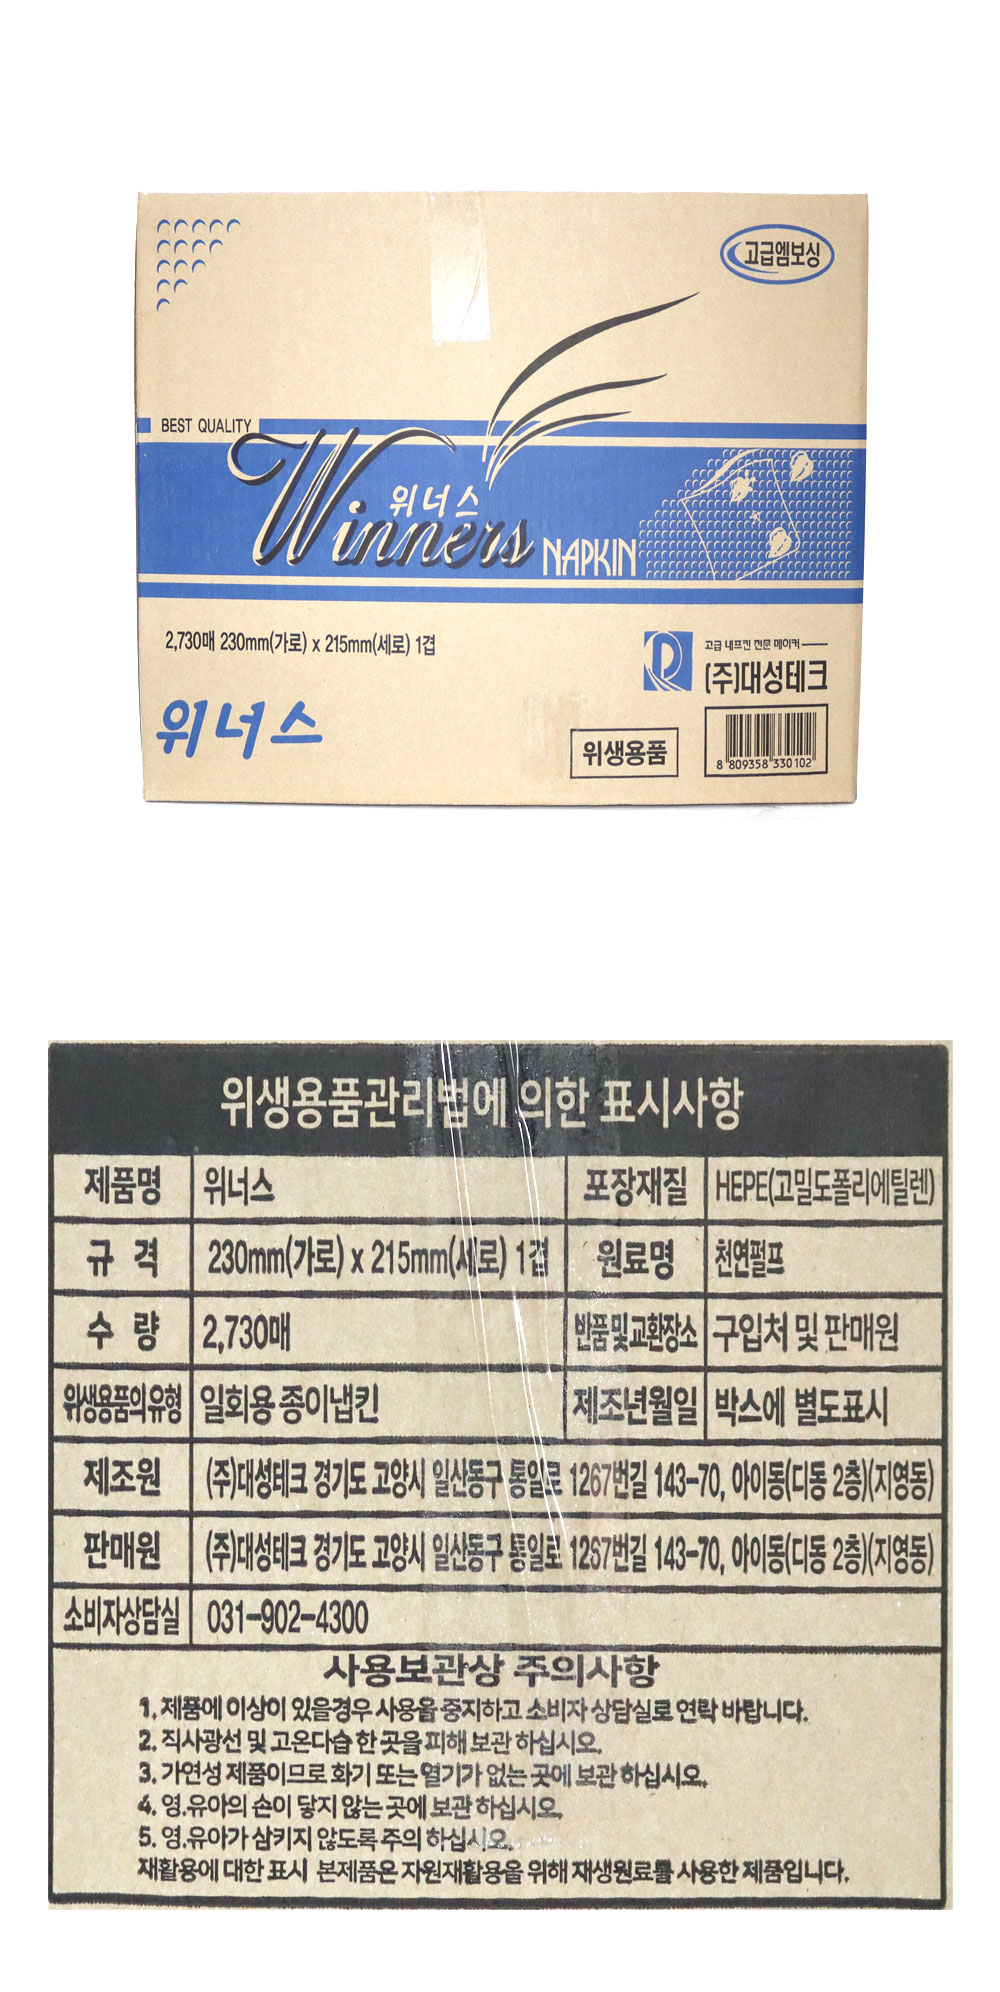 고급엠보싱
BEST QUALITY
위너스
Winners NAPKIN
2,730매 230mm(가로) x 215mm(세로) 1겹
고급 내프킨 전문 메이커
(주)대성테크
위너스
위생용품
8 809358 330102
위생용품관리법에 의한 표시사항
제품명 위너스 포장재질 HEPE(고밀도폴리에틸렌)
규 격 230mm(가로) x 215mm(세로) 1겹 원료명 천연펄프
수 량 2,730매 반품및교환장소 구입처 및 판매원
위생용품의유형 일회용 종이냅킨 제조년월일 박스에 별도표시
제조원 (주)대성테크 경기도 고양시 일산동구 통일로 1267번길 143-70, 아이동(디동 2층)(지영동)
판매원 (주)대성테크 경기도 고양시 일산동구 통일로 1267번길 143-70, 아이동(디동 2층)(지영동)
소비자상담실 031-902-4300
사용보관상 주의사항
1. 제품에 이상이 있을경우 사용을 중지하고 소비자 상담실로 연락 바랍니다.
2. 직사광선 및 고온다습 한 곳을 피해 보관 하십시오.
3. 가연성 제품이므로 화기 또는 열기가 없는 곳에 보관 하십시오.
4. 영.유아의 손이 닿지 않는 곳에 보관 하십시오.
5. 영.유아가 삼키지 않도록 주의 하십시오.
재활용에 대한 표시 본제품은 자원재활용을 위해 재생원료를 사용한 제품입니다.